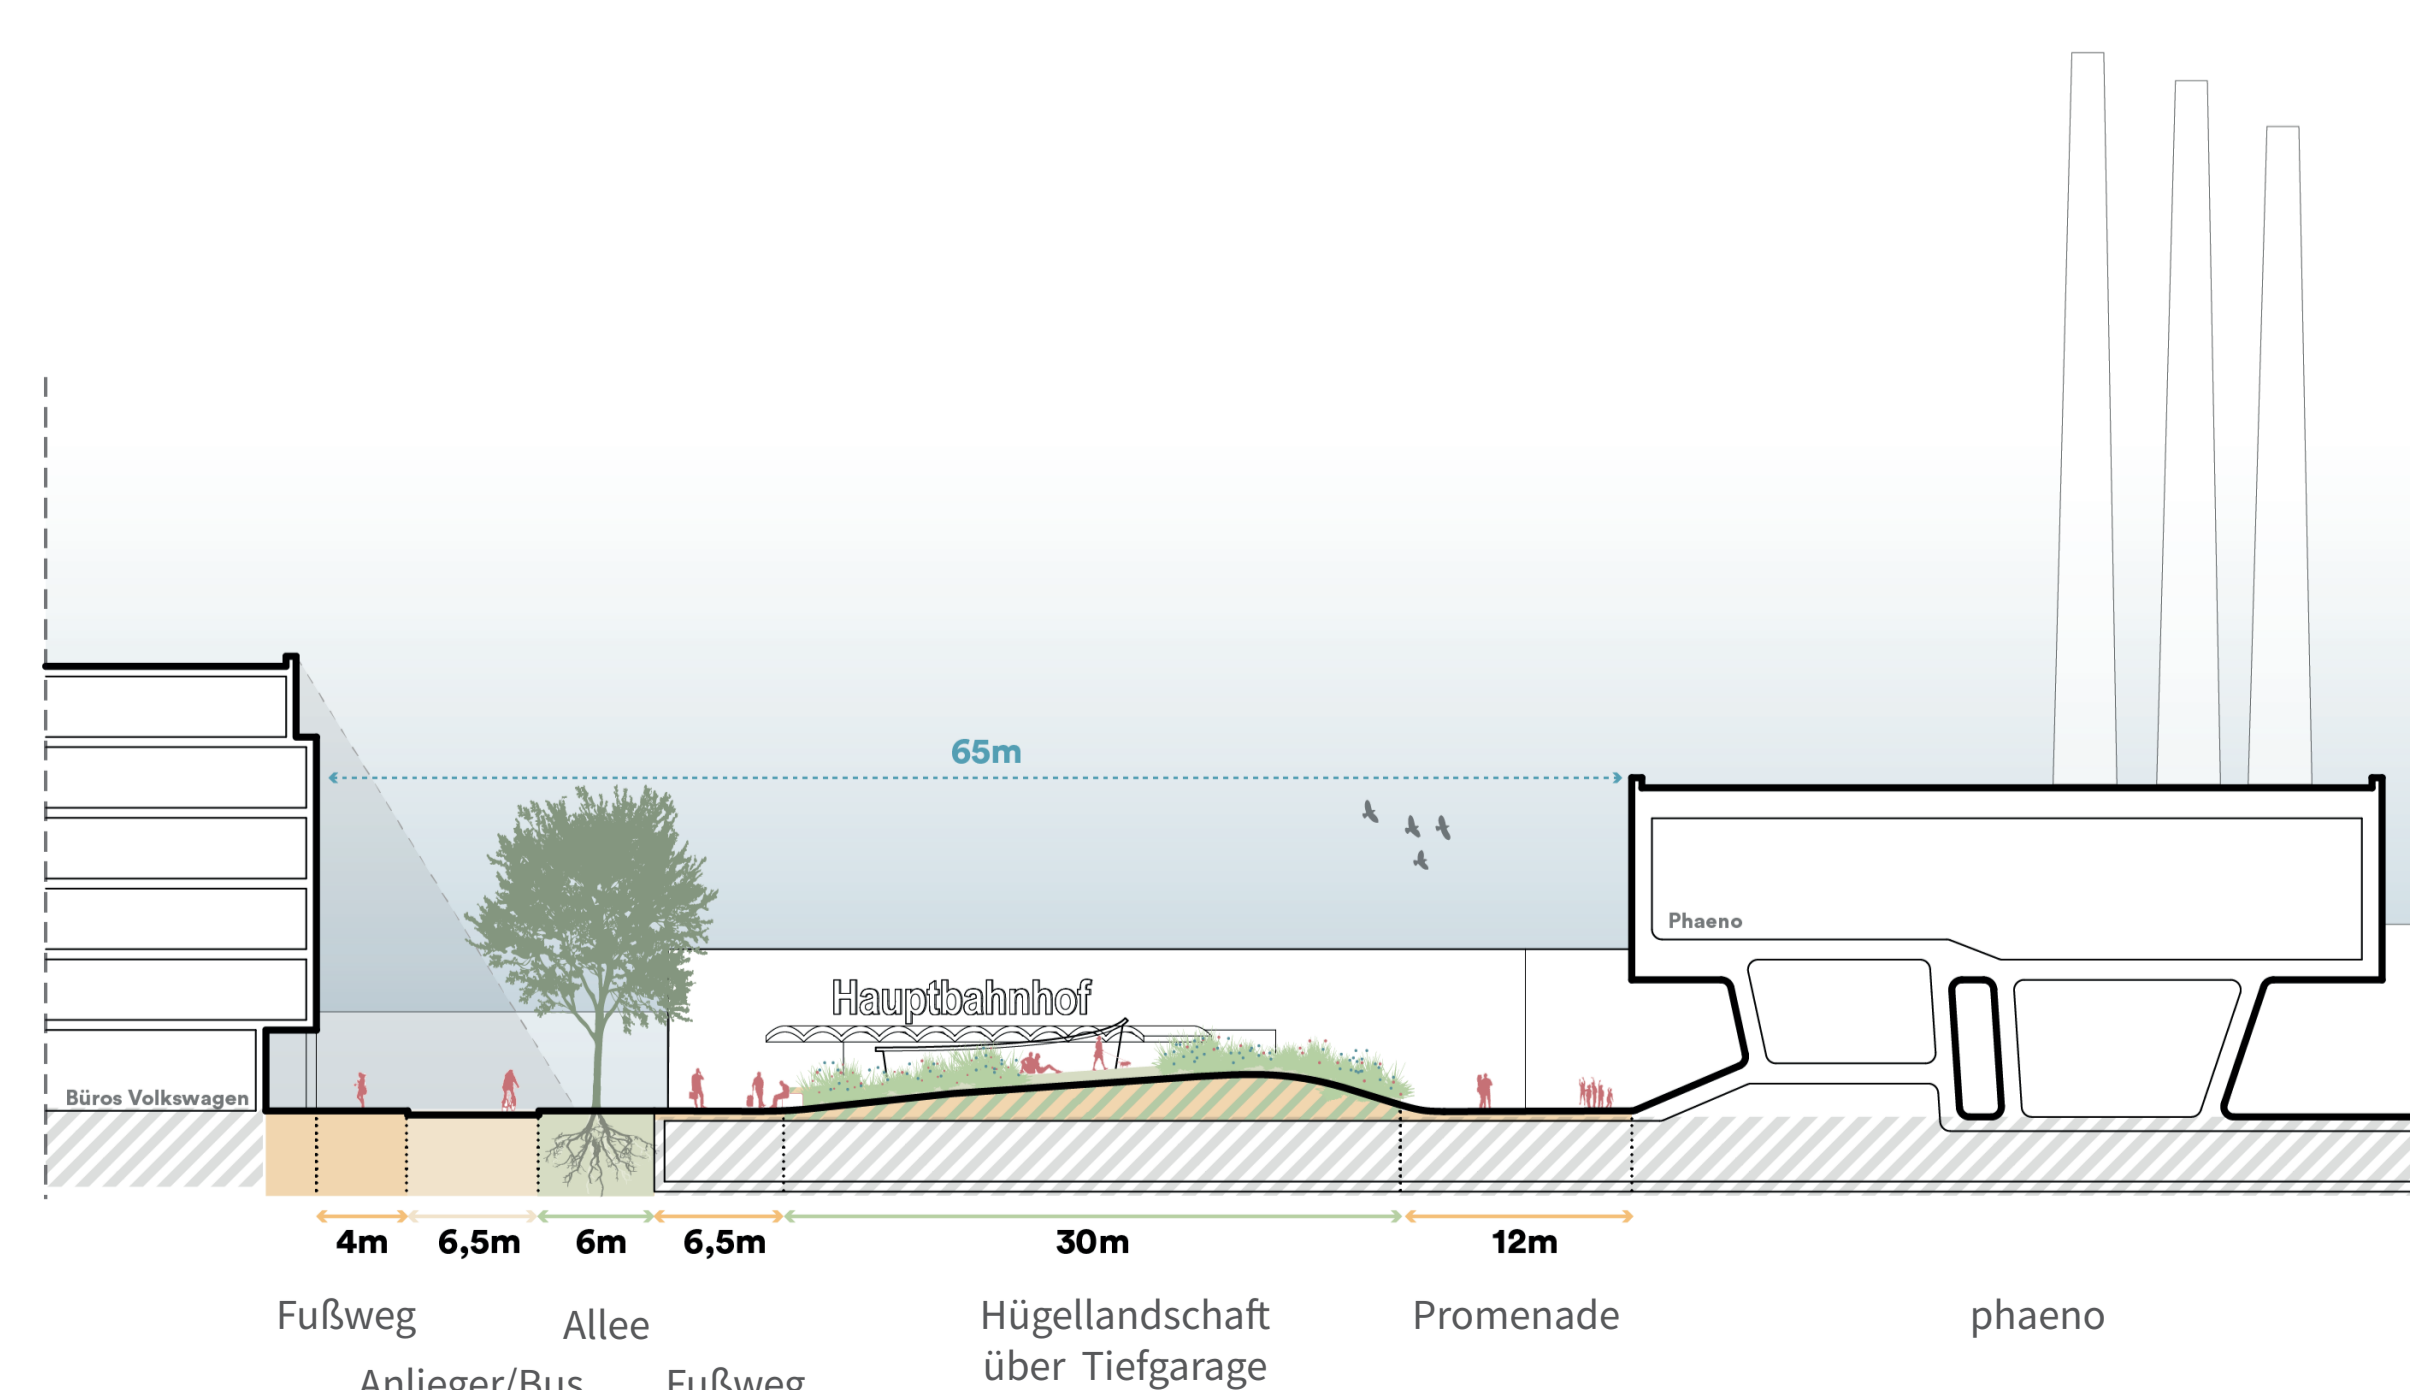 65m
Phaeno
Hauptbahnhof
Büros Volkswagen
4m 6,5m 6m 6,5m 30m 12m
Fußweg Allee Hügellandschaft Promenade phaeno
über Tiefgarage
Anlieger/Bus Fußweg